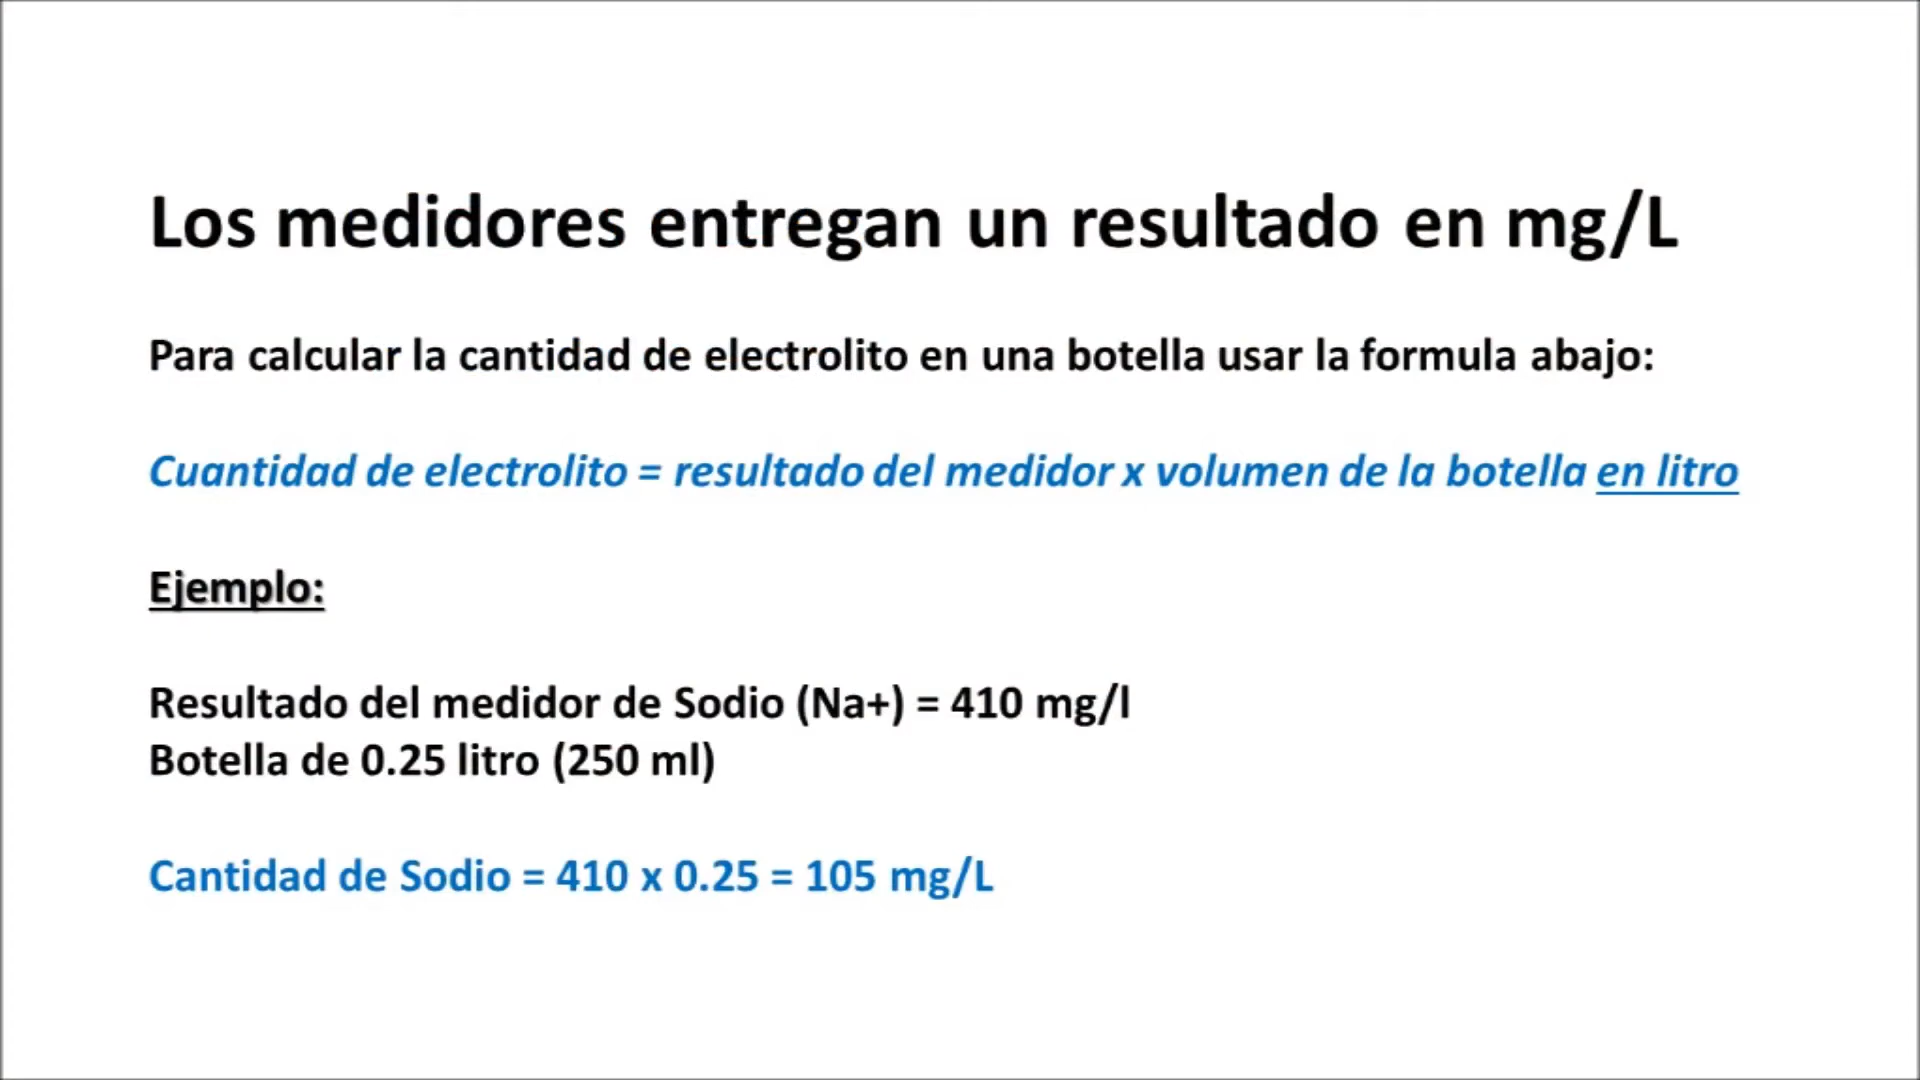 Los medidores entregan un resultado en mg/L
Para calcular la cantidad de electrolito en una botella usar la formula abajo:
Cuantidad de electrolito = resultado del medidor x volumen de la botella en litro
Ejemplo:
Resultado del medidor de Sodio (Na+) = 410 mg/l
Botella de 0.25 litro (250 ml)
Cantidad de Sodio = 410 x 0.25 = 105 mg/L